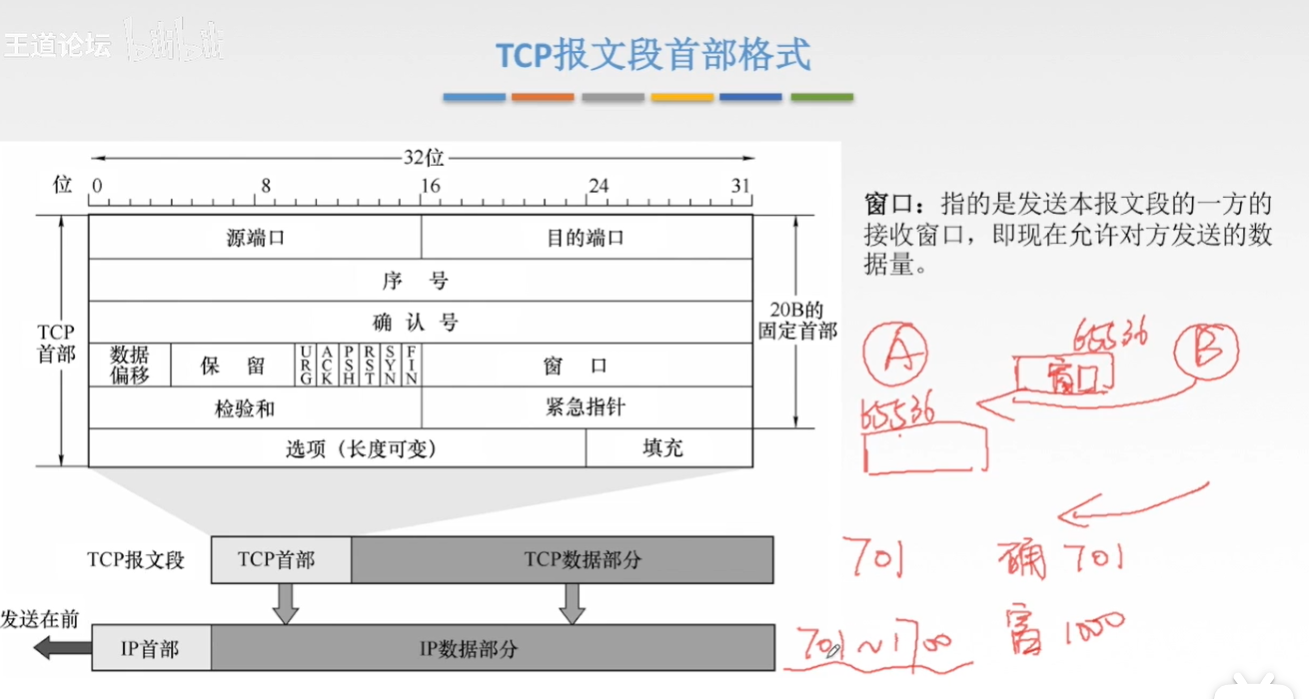 王道论坛 bilibili
TCP报文段首部格式
32位
位 0 8 16 24 31
源端口 目的端口
序 号
确 认 号
TCP
首部
20B的
固定首部
数据
偏移
保 留
URG
ACK
PSH
RST
SYN
FIN
窗 口
检验和 紧急指针
选项（长度可变） 填充
TCP报文段 TCP首部 TCP数据部分
发送在前
IP首部 IP数据部分
窗口：指的是发送本报文段的一方的
接收窗口，即现在允许对方发送的数
据量。
65536
A 窗口 B
65536
701 确 701
701~1700 窗 1000